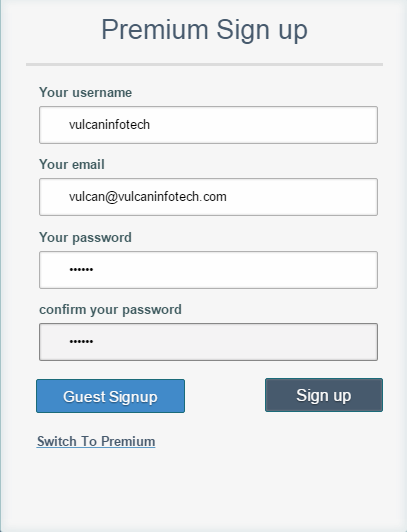 Premium Sign up
Your username
vulcaninfotech
Your email
vulcan@vulcaninfotech.com
Your password
••••••
confirm your password
••••••
Guest Signup Sign up
Switch To Premium